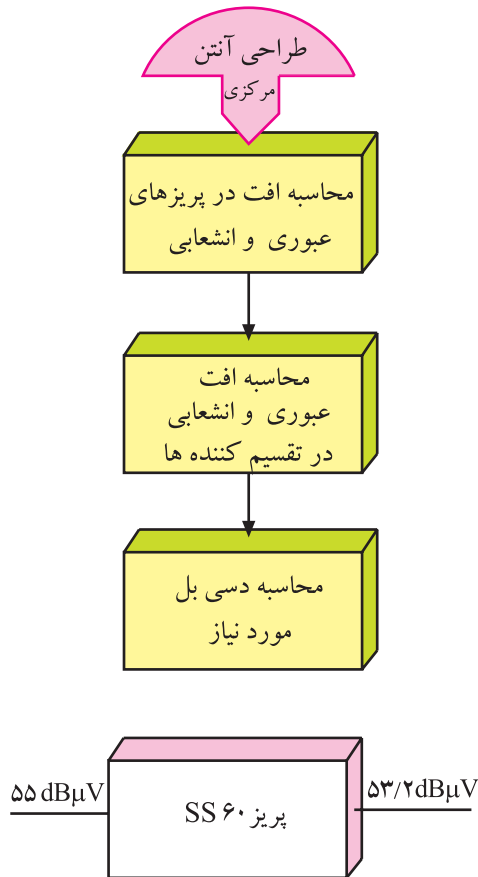 طراحی آنتن
مرکزی
محاسبه افت در پریزهای
عبوری و انشعابی
محاسبه افت
عبوری و انشعابی
در تقسیم کننده ها
محاسبه دسی بل
مورد نیاز
۵۵ dBµV
پریز SS ۶۰
۵۳/۲dBµV